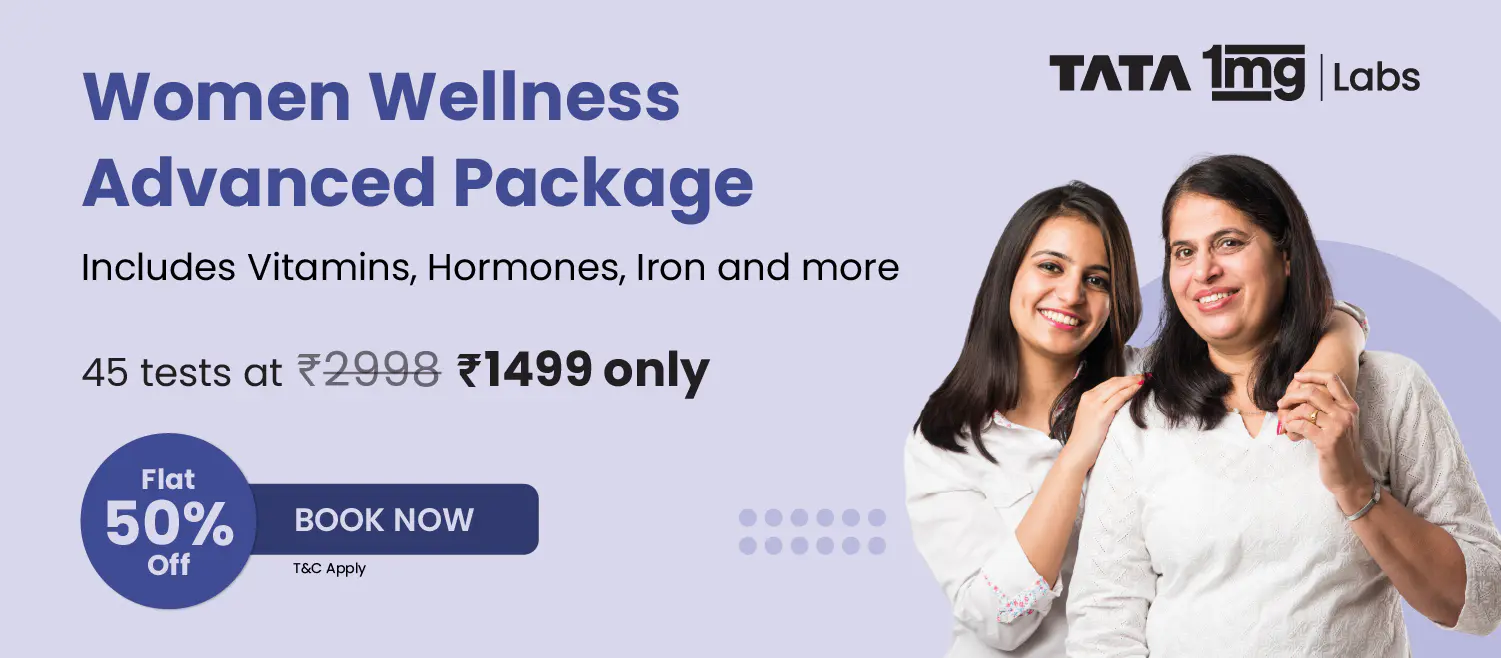 Women Wellness
Advanced Package
Includes Vitamins, Hormones, Iron and more
45 tests at ₹2998 ₹1499 only
Flat
50%
Off
BOOK NOW
T&C Apply
TATA 1mg | Labs